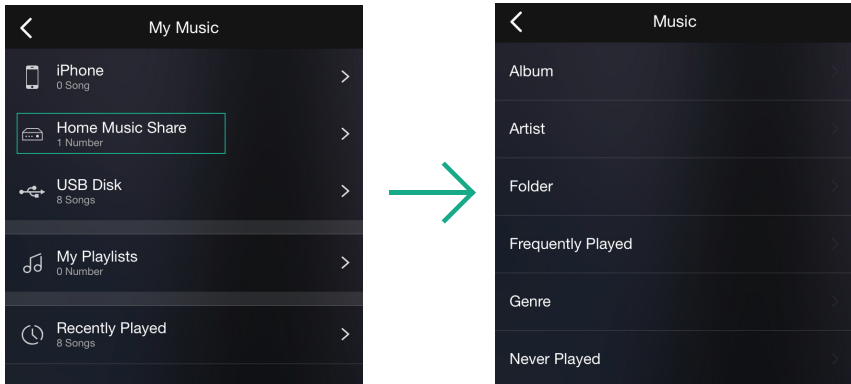 My Music
iPhone
0 Song
Home Music Share
1 Number
USB Disk
8 Songs
My Playlists
0 Number
Recently Played
8 Songs
Music
Album
Artist
Folder
Frequently Played
Genre
Never Played